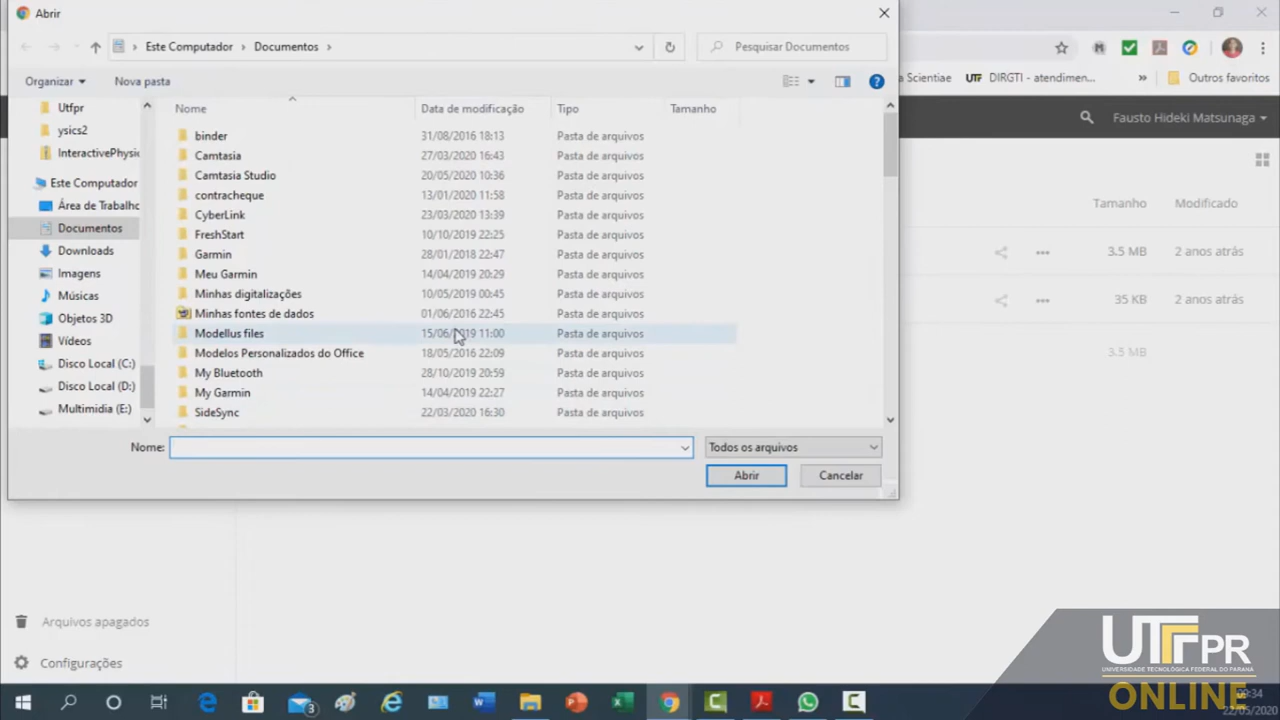 Abrir
Este Computador > Documentos >
Pesquisar Documentos
Organizar
Nova pasta
Scientiae
UTF DIRGTI - atendimen...
»
Outros favoritos
Fausto Hideki Matsunaga
Utfpr
ysics2
InteractivePhysic
Este Computador
Área de Trabalho
Documentos
Downloads
Imagens
Músicas
Objetos 3D
Vídeos
Disco Local (C:)
Disco Local (D:)
Multimidia (E:)
Nome Data de modificação Tipo Tamanho
binder 31/08/2016 18:13 Pasta de arquivos
Camtasia 27/03/2020 16:43 Pasta de arquivos
Camtasia Studio 20/05/2020 10:36 Pasta de arquivos
contracheque 13/01/2020 11:58 Pasta de arquivos
CyberLink 23/03/2020 13:39 Pasta de arquivos
FreshStart 10/10/2019 22:25 Pasta de arquivos
Garmin 28/01/2018 22:47 Pasta de arquivos
Meu Garmin 14/04/2019 20:29 Pasta de arquivos
Minhas digitalizações 10/05/2019 00:45 Pasta de arquivos
Minhas fontes de dados 01/06/2016 22:45 Pasta de arquivos
Modellus files 15/06/2019 11:00 Pasta de arquivos
Modelos Personalizados do Office 18/05/2016 22:09 Pasta de arquivos
My Bluetooth 28/10/2019 20:59 Pasta de arquivos
My Garmin 14/04/2019 22:27 Pasta de arquivos
SideSync 22/03/2020 16:30 Pasta de arquivos
Nome:
Todos os arquivos
Abrir
Cancelar
Tamanho Modificado
3.5 MB 2 anos atrás
35 KB 2 anos atrás
3.5 MB
Arquivos apagados
Configurações
UTFPR
UNIVERSIDADE TECNOLÓGICA FEDERAL DO PARANÁ
ONLINE
3
09:34
22/05/2020